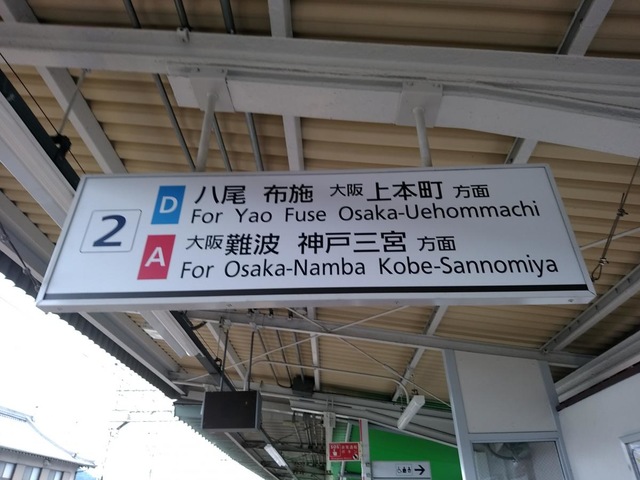 2
D 八尾 布施 大阪上本町 方面
For Yao Fuse Osaka-Uehommachi
A 大阪難波 神戸三宮 方面
For Osaka-Namba Kobe-Sannomiya